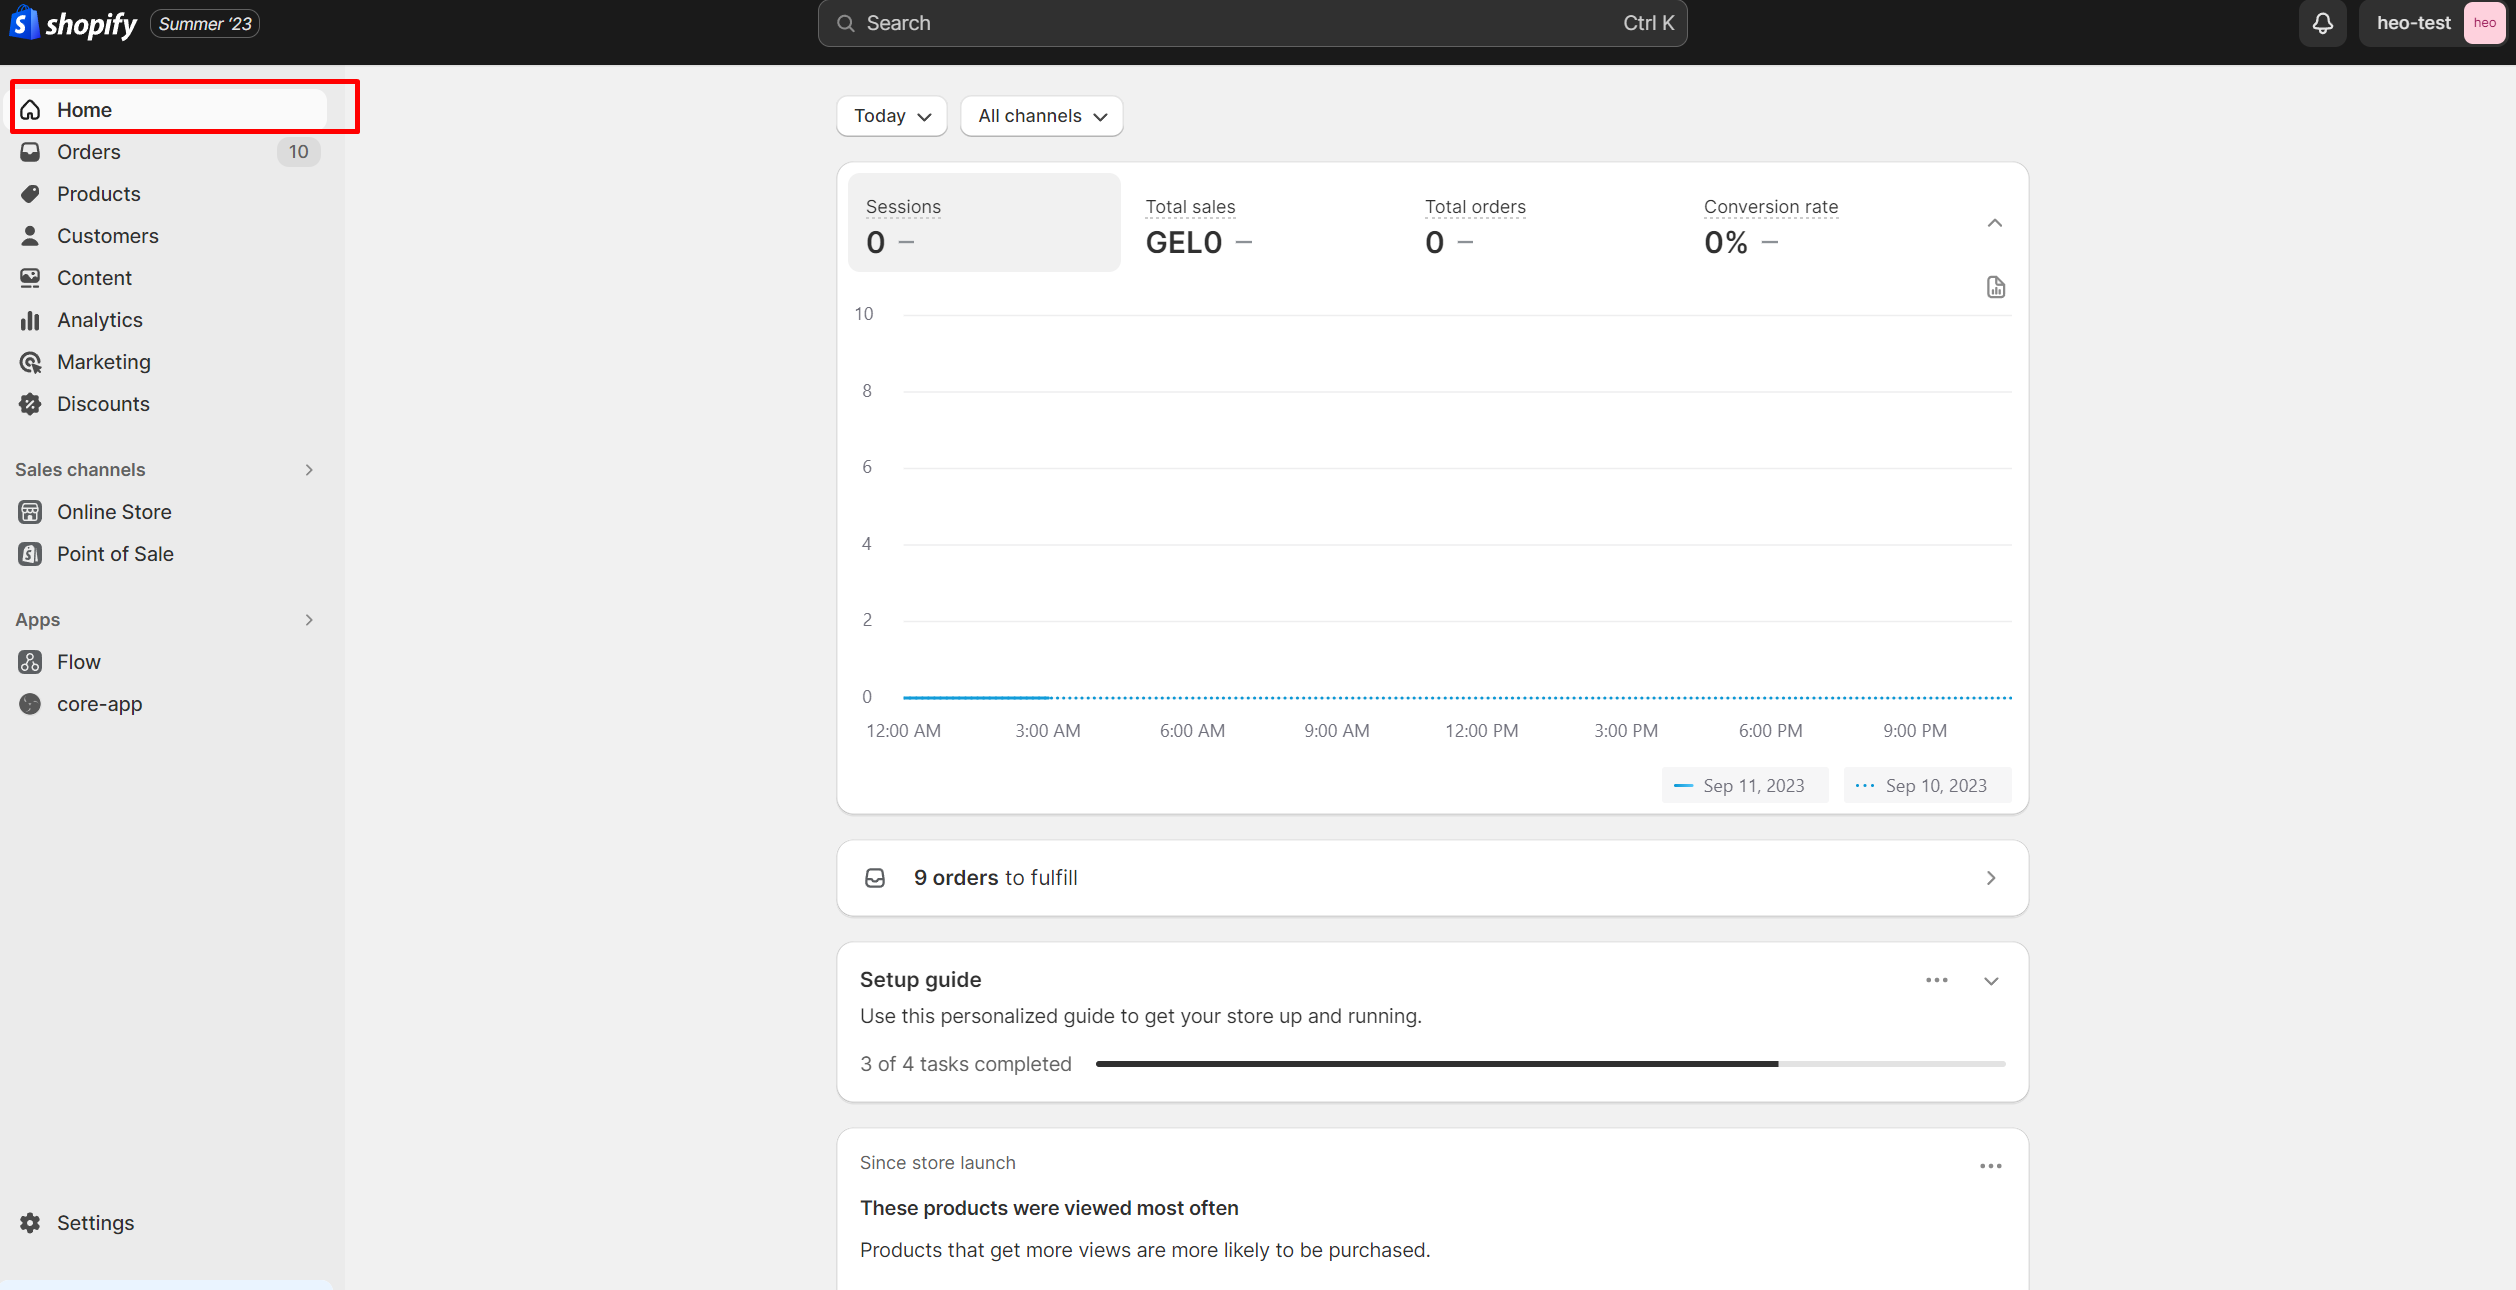 shopify Summer '23
Search Ctrl K
heo-test heo
Home
Orders 10
Products
Customers
Content
Analytics
Marketing
Discounts
Sales channels
Online Store
Point of Sale
Apps
Flow
core-app
Settings
Today All channels
Sessions Total sales Total orders Conversion rate
0 – GEL0 – 0 – 0% –
10
8
6
4
2
0
12:00 AM 3:00 AM 6:00 AM 9:00 AM 12:00 PM 3:00 PM 6:00 PM 9:00 PM
Sep 11, 2023 Sep 10, 2023
9 orders to fulfill
Setup guide
Use this personalized guide to get your store up and running.
3 of 4 tasks completed
Since store launch
These products were viewed most often
Products that get more views are more likely to be purchased.